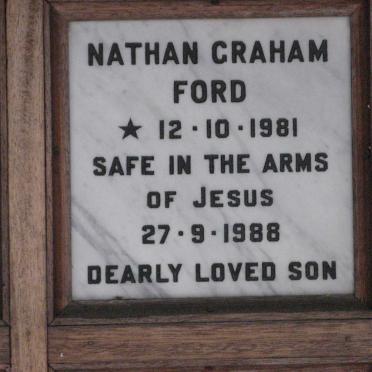 NATHAN GRAHAM
FORD
★ 12·10·1981
SAFE IN THE ARMS
OF JESUS
27·9·1988
DEARLY LOVED SON